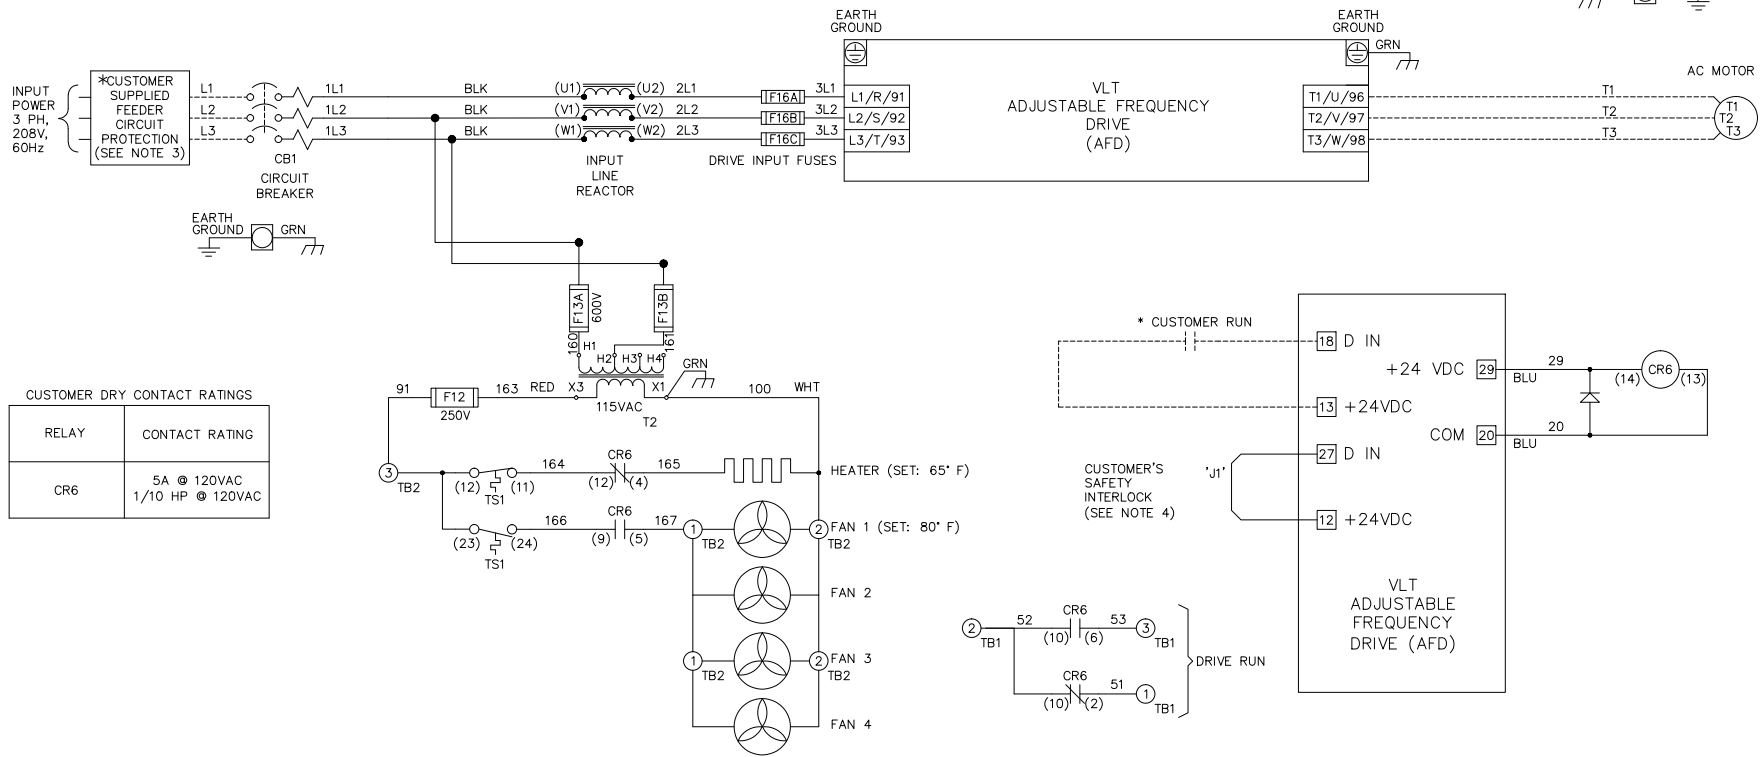 EARTH
GROUND
EARTH
GROUND
GRN
INPUT
POWER
3 PH,
208V,
60Hz
*CUSTOMER
SUPPLIED
FEEDER
CIRCUIT
PROTECTION
(SEE NOTE 3)
L1
L2
L3
CB1
CIRCUIT
BREAKER
1L1
1L2
1L3
BLK
BLK
BLK
(U1)
(U2)
2L1
(V1)
(V2)
2L2
(W1)
(W2)
2L3
INPUT
LINE
REACTOR
F16A
F16B
F16C
3L1
3L2
3L3
DRIVE INPUT FUSES
L1/R/91
L2/S/92
L3/T/93
VLT
ADJUSTABLE FREQUENCY
DRIVE
(AFD)
T1/U/96
T2/V/97
T3/W/98
T1
T2
T3
AC MOTOR
T1
T2
T3
EARTH
GROUND
GRN
F13A
600V
F13B
160
161
H1
H2
H3
H4
GRN
91
F12
250V
163
RED
X3
X1
115VAC
T2
100
WHT
CUSTOMER DRY CONTACT RATINGS
RELAY
CONTACT RATING
CR6
5A @ 120VAC
1/10 HP @ 120VAC
3
TB2
(12)
(11)
TS1
164
CR6
(12)
(4)
165
HEATER (SET: 65° F)
(23)
(24)
TS1
166
CR6
(9)
(5)
167
1
TB2
2
TB2
FAN 1 (SET: 80° F)
FAN 2
1
TB2
2
TB2
FAN 3
FAN 4
2
TB1
52
CR6
(10)
(6)
53
3
TB1
CR6
(10)
(2)
51
1
TB1
DRIVE RUN
* CUSTOMER RUN
18
D IN
13
+24VDC
27
D IN
12
+24VDC
CUSTOMER'S
SAFETY
INTERLOCK
(SEE NOTE 4)
'J1'
+24 VDC
29
BLU
29
CR6
(14)
(13)
COM
20
BLU
20
VLT
ADJUSTABLE
FREQUENCY
DRIVE (AFD)